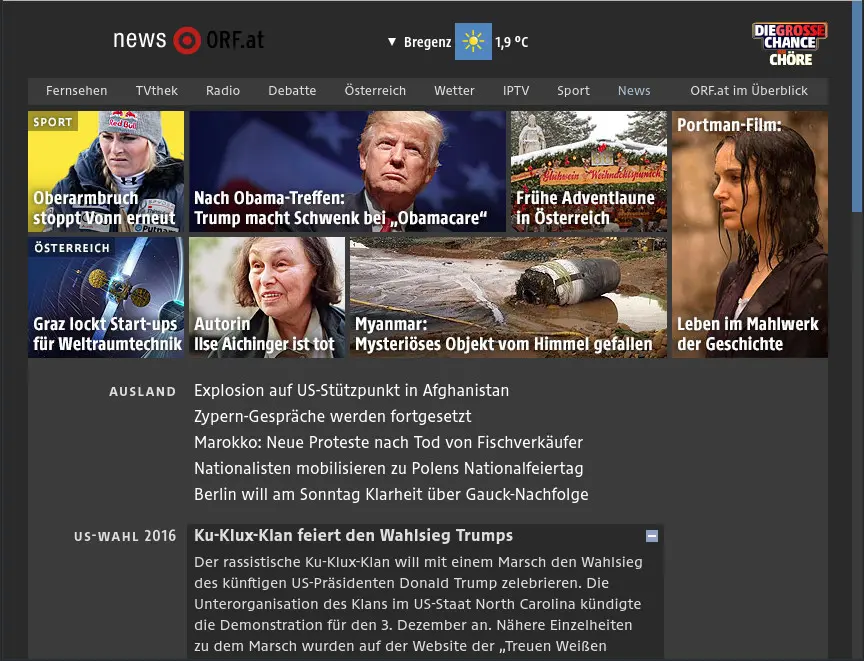 news ORF.at
▼ Bregenz 1,9 ºC
DIE GROSSE
CHANCE
CHÖRE
Fernsehen TVthek Radio Debatte Österreich Wetter IPTV Sport News ORF.at im Überblick
SPORT
Red Bull
Oberarmbruch
stoppt Vonn erneut
Nach Obama-Treffen:
Trump macht Schwenk bei „Obamacare“
Glühwein Weihnachtspunsch
Frühe Adventlaune
in Österreich
Portman-Film:
Leben im Mahlwerk
der Geschichte
ÖSTERREICH
Graz lockt Start-ups
für Weltraumtechnik
Autorin
Ilse Aichinger ist tot
Myanmar:
Mysteriöses Objekt vom Himmel gefallen
AUSLAND
Explosion auf US-Stützpunkt in Afghanistan
Zypern-Gespräche werden fortgesetzt
Marokko: Neue Proteste nach Tod von Fischverkäufer
Nationalisten mobilisieren zu Polens Nationalfeiertag
Berlin will am Sonntag Klarheit über Gauck-Nachfolge
US-WAHL 2016
Ku-Klux-Klan feiert den Wahlsieg Trumps
Der rassistische Ku-Klux-Klan will mit einem Marsch den Wahlsieg
des künftigen US-Präsidenten Donald Trump zelebrieren. Die
Unterorganisation des Klans im US-Staat North Carolina kündigte
die Demonstration für den 3. Dezember an. Nähere Einzelheiten
zu dem Marsch wurden auf der Website der „Treuen Weißen